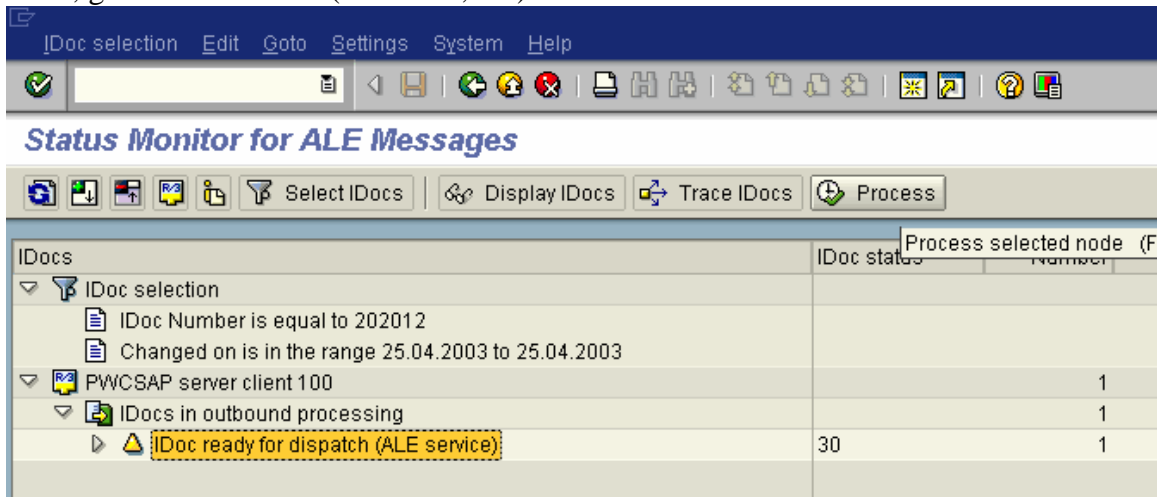 IDoc selection Edit Goto Settings System Help
Status Monitor for ALE Messages
Select IDocs Display IDocs Trace IDocs Process
Process selected node (F
IDocs IDoc status Number
IDoc selection
IDoc Number is equal to 202012
Changed on is in the range 25.04.2003 to 25.04.2003
PWCSAP server client 100 1
IDocs in outbound processing 1
IDoc ready for dispatch (ALE service) 30 1